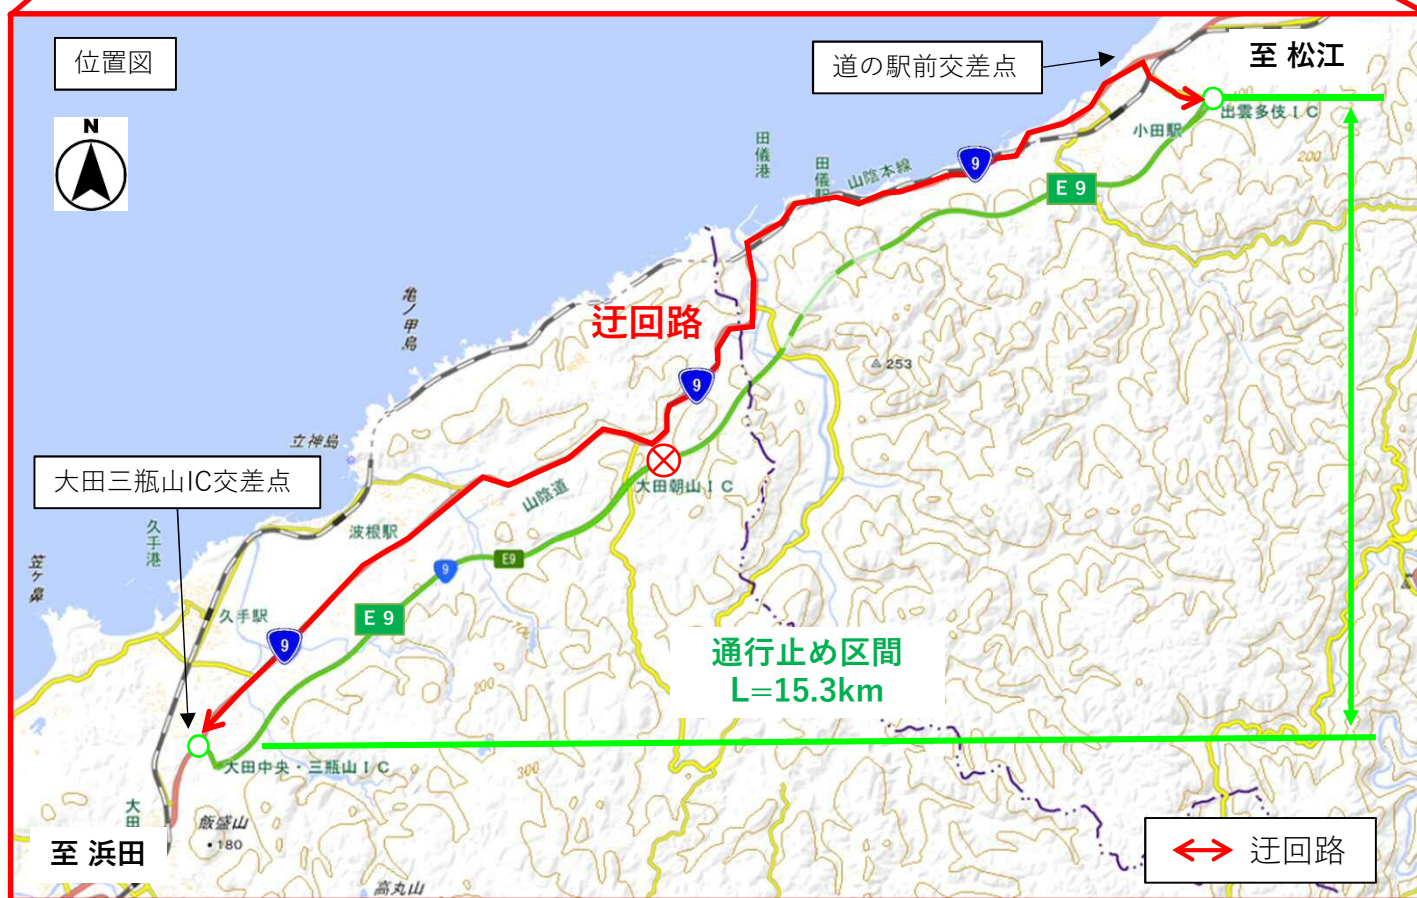 位置図
N
道の駅前交差点
至 松江
出雲多伎ＩＣ
小田駅
200
田儀港
田儀駅
山陰本線
9
E 9
亀ノ甲島
迂回路
253
9
立神島
大田三瓶山IC交差点
大田朝山ＩＣ
山陰道
久手港
波根駅
笠ヶ鼻
9
E9
久手駅
E 9
9
通行止め区間
L=15.3km
200
大田中央・三瓶山ＩＣ
300
大田
飯盛山
180
至 浜田
高丸山
迂回路